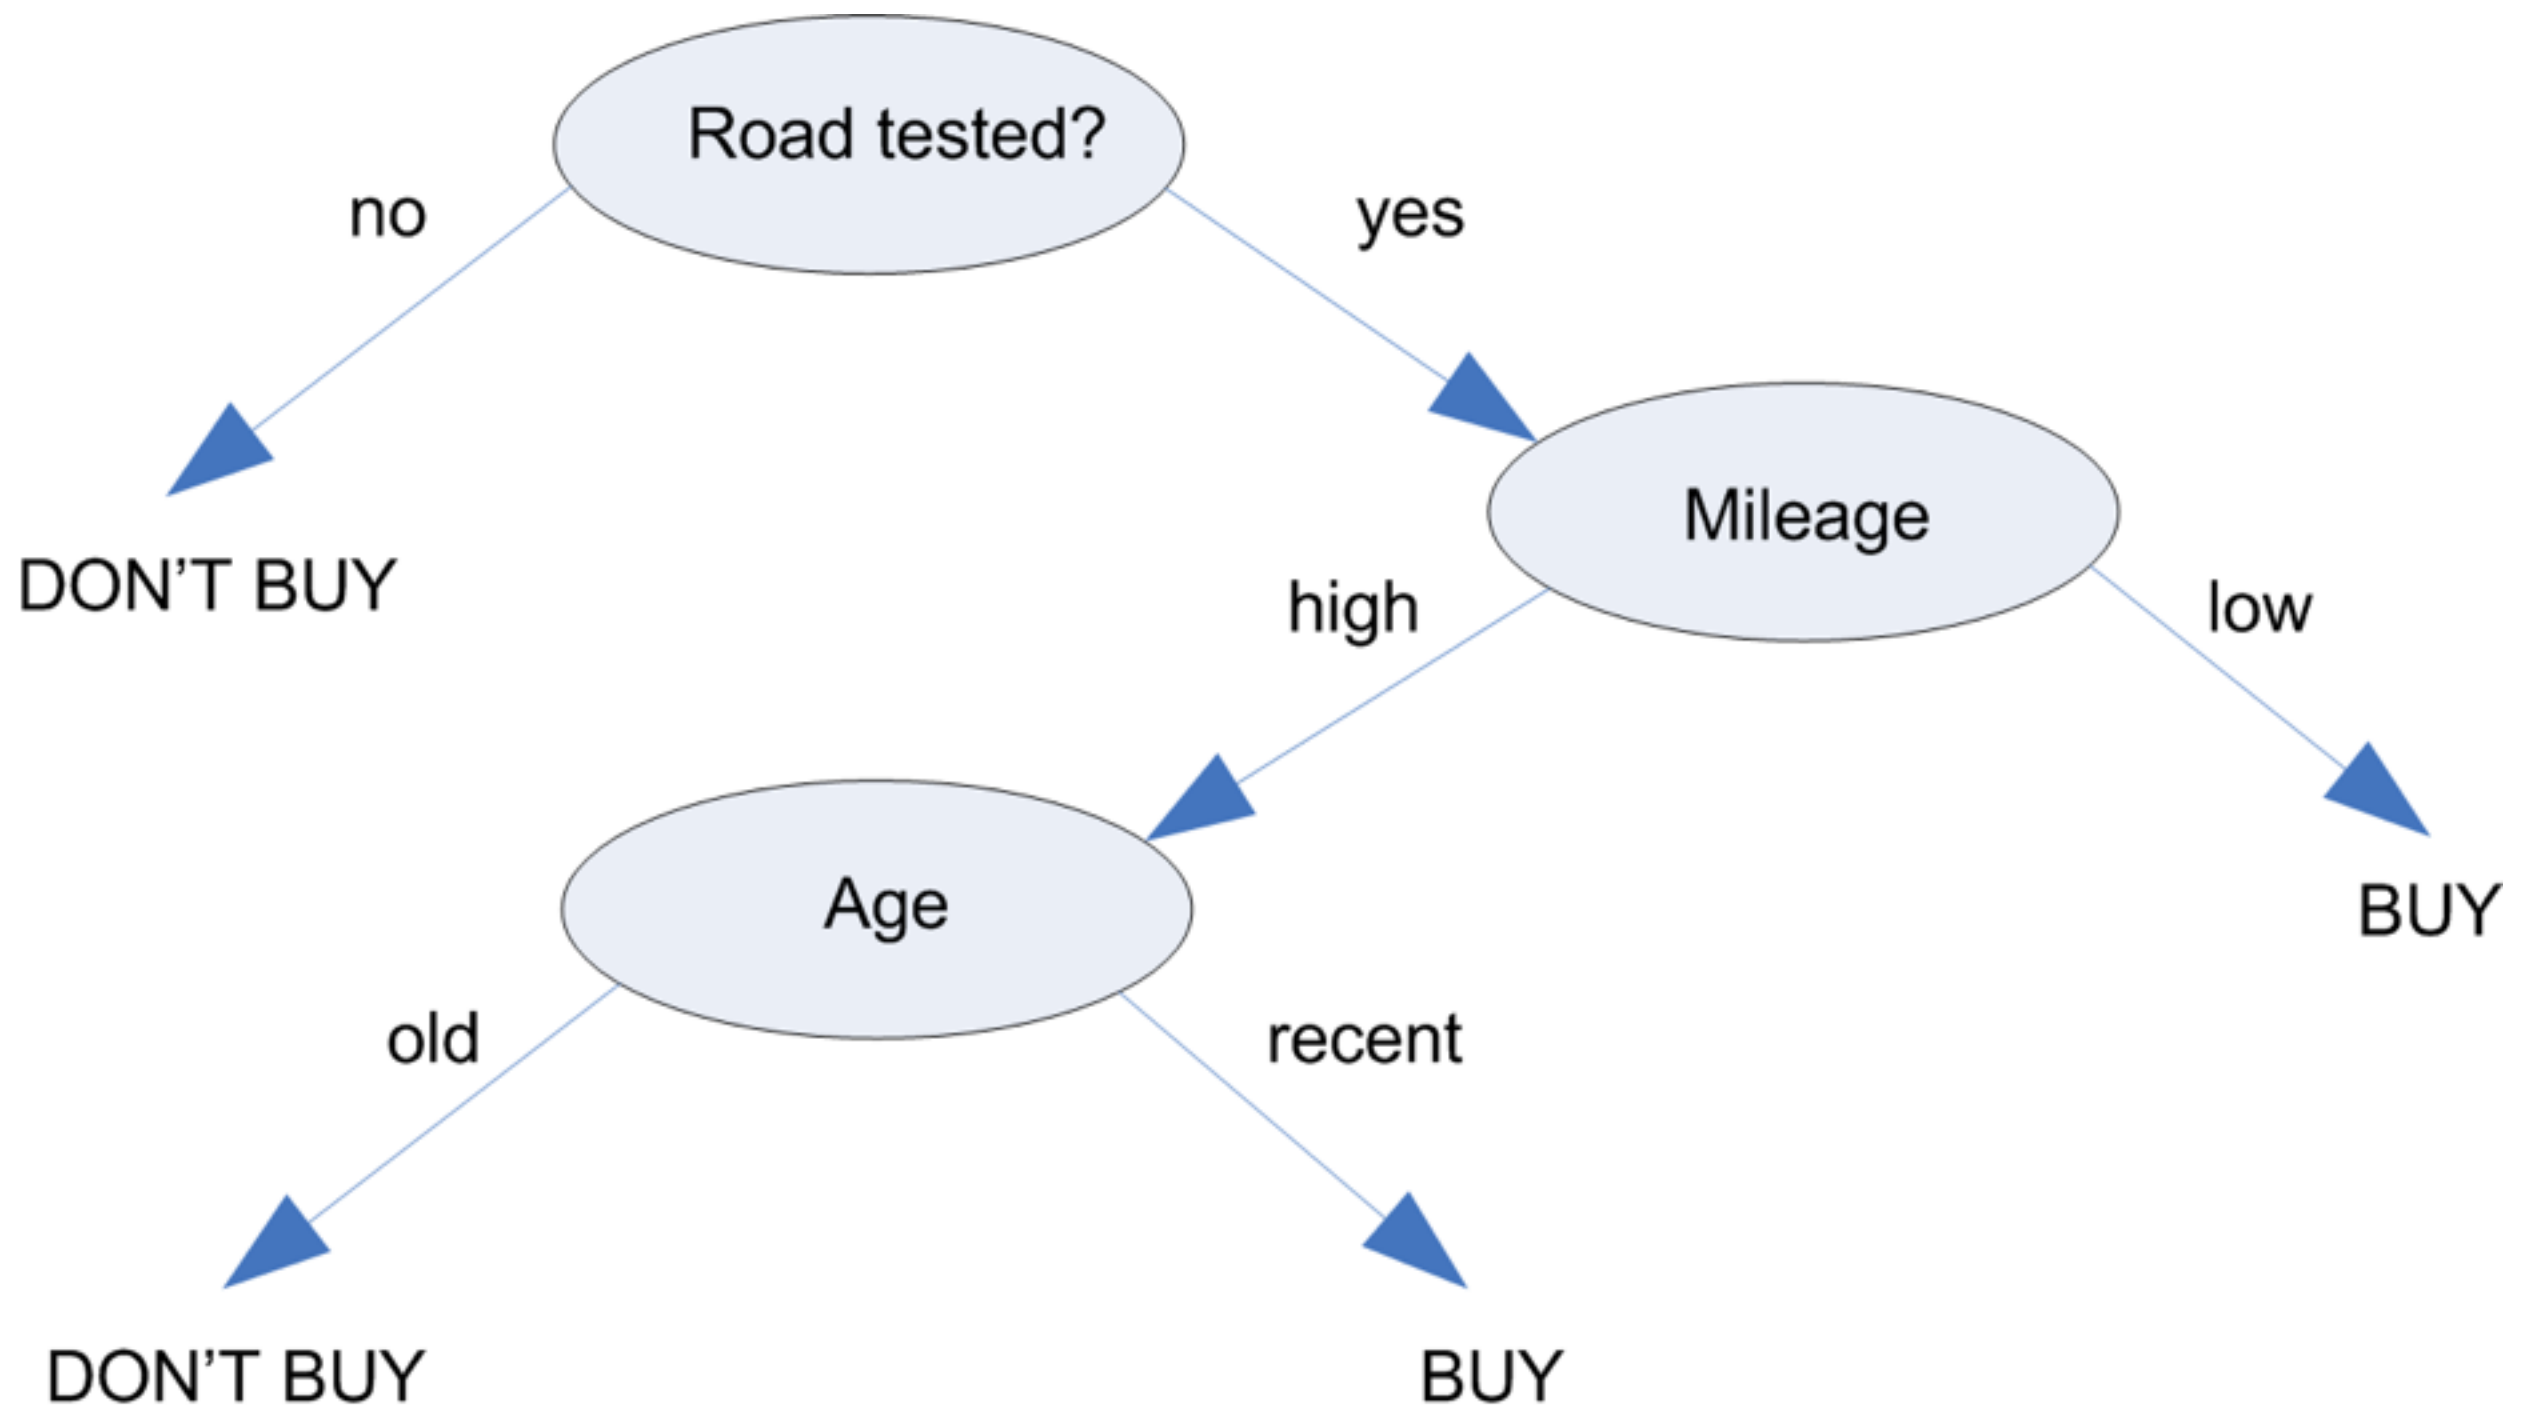 Road tested?
no
yes
DON’T BUY
Mileage
high
low
Age
BUY
old
recent
DON’T BUY
BUY